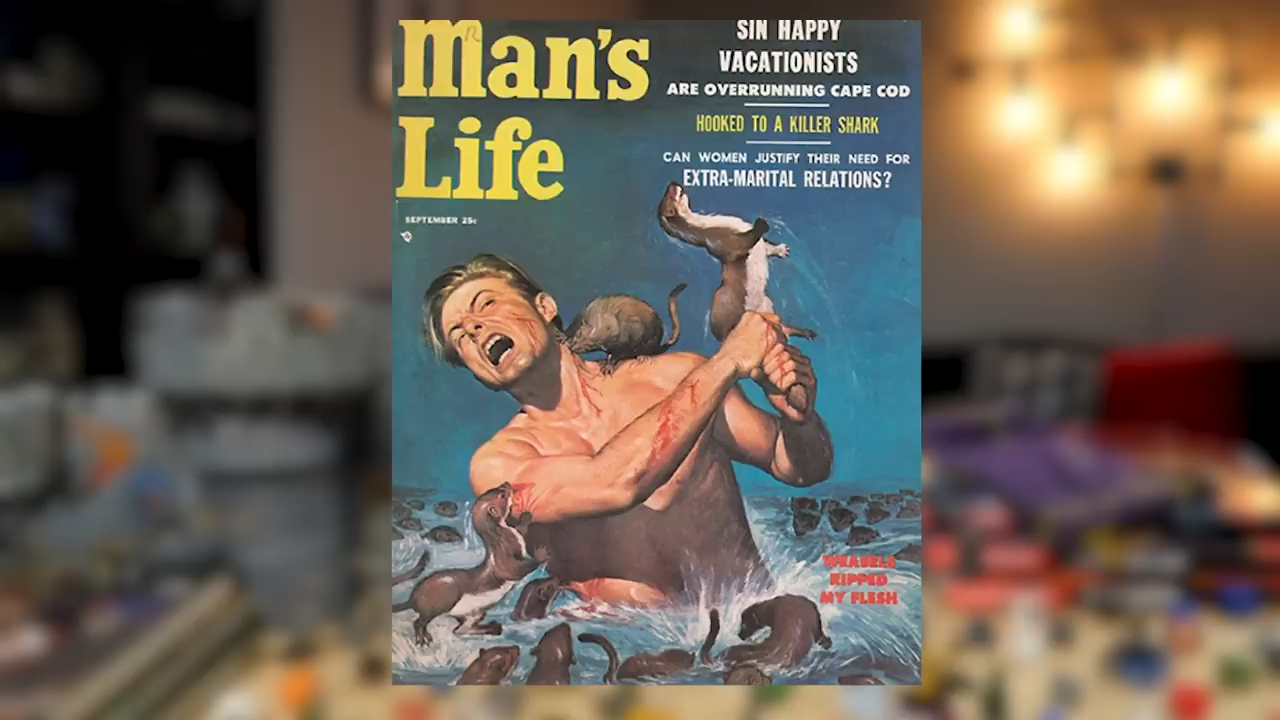 Man's
Life
SEPTEMBER 25¢
SIN HAPPY
VACATIONISTS
ARE OVERRUNNING CAPE COD
HOOKED TO A KILLER SHARK
CAN WOMEN JUSTIFY THEIR NEED FOR
EXTRA-MARITAL RELATIONS?
WEASELS
RIPPED
MY FLESH